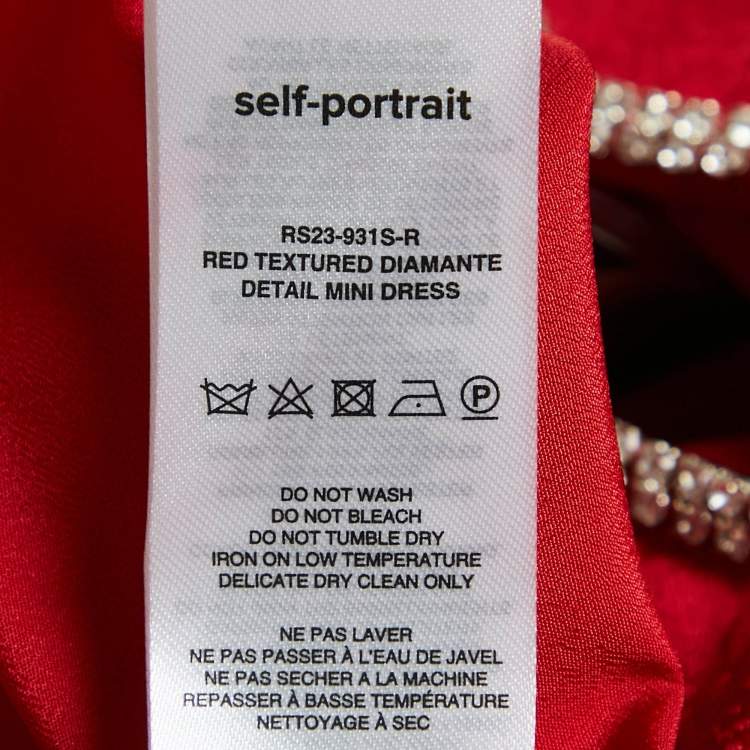 self-portrait
RS23-931S-R
RED TEXTURED DIAMANTE
DETAIL MINI DRESS
P
DO NOT WASH
DO NOT BLEACH
DO NOT TUMBLE DRY
IRON ON LOW TEMPERATURE
DELICATE DRY CLEAN ONLY
NE PAS LAVER
NE PAS PASSER À L'EAU DE JAVEL
NE PAS SECHER A LA MACHINE
REPASSER À BASSE TEMPÉRATURE
NETTOYAGE À SEC